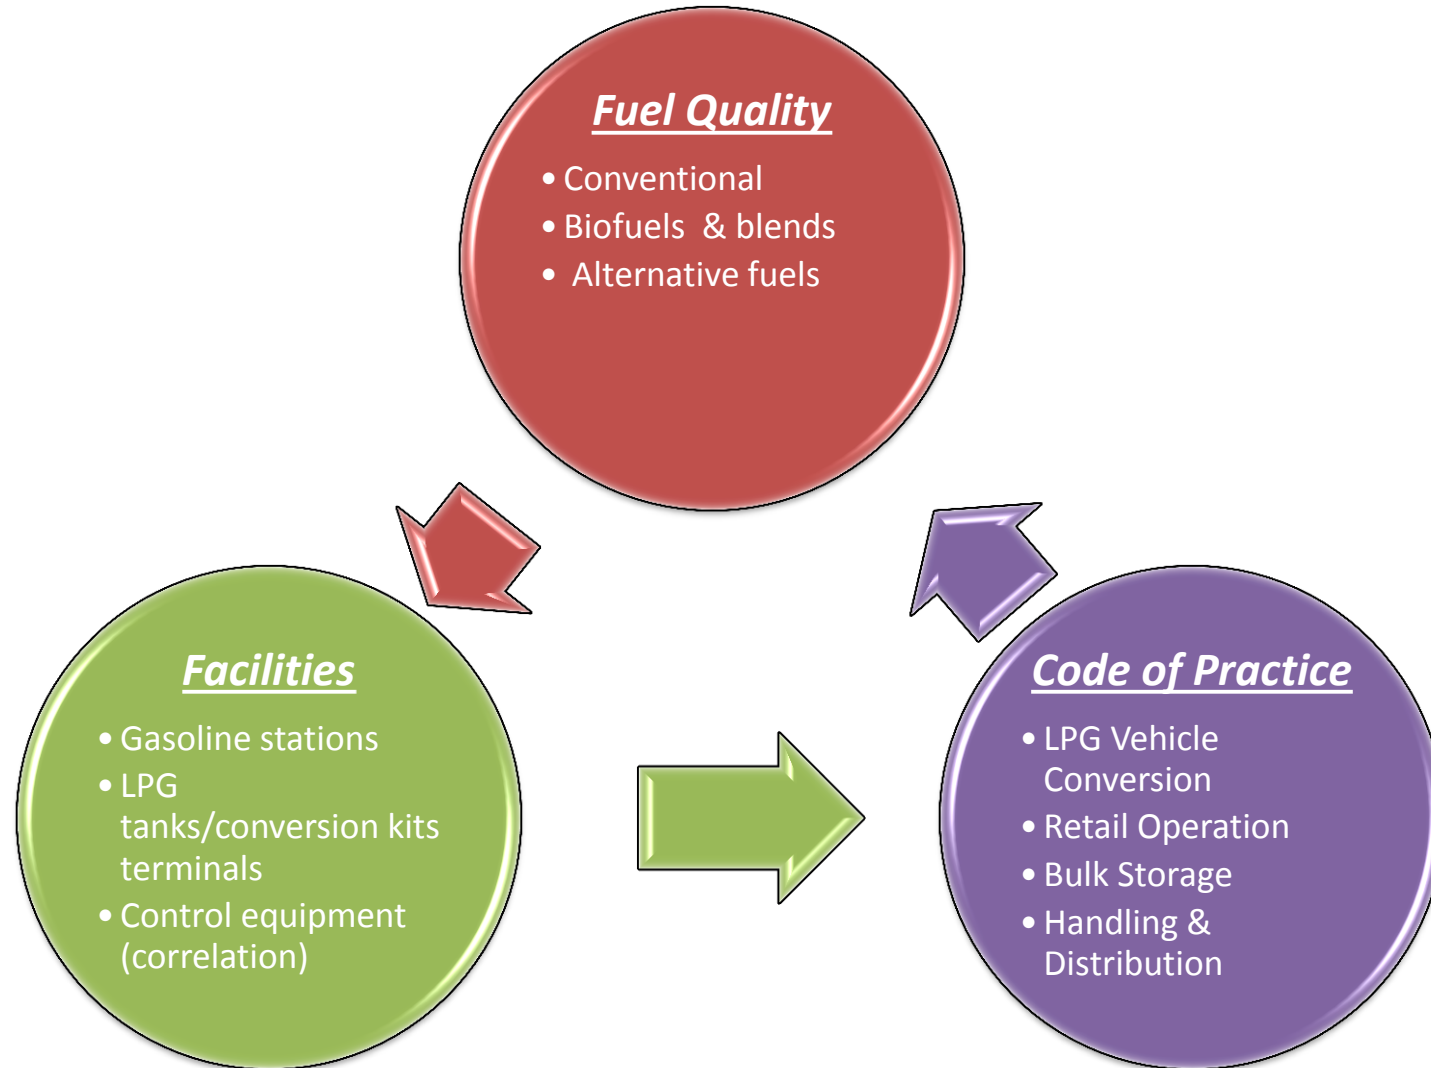 Fuel Quality
• Conventional
• Biofuels & blends
• Alternative fuels
Facilities
• Gasoline stations
• LPG
tanks/conversion kits
terminals
• Control equipment
(correlation)
Code of Practice
• LPG Vehicle
Conversion
• Retail Operation
• Bulk Storage
• Handling &
Distribution